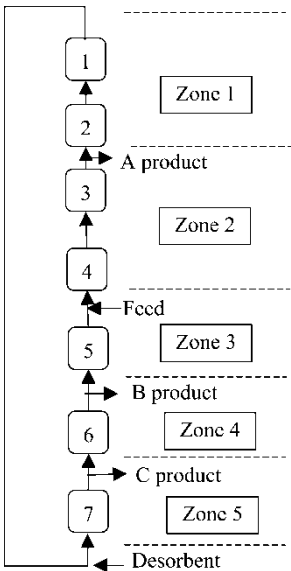 1
Zone 1
2
A product
3
Zone 2
4
Feed
5
Zone 3
B product
6
Zone 4
C product
7
Zone 5
Desorbent